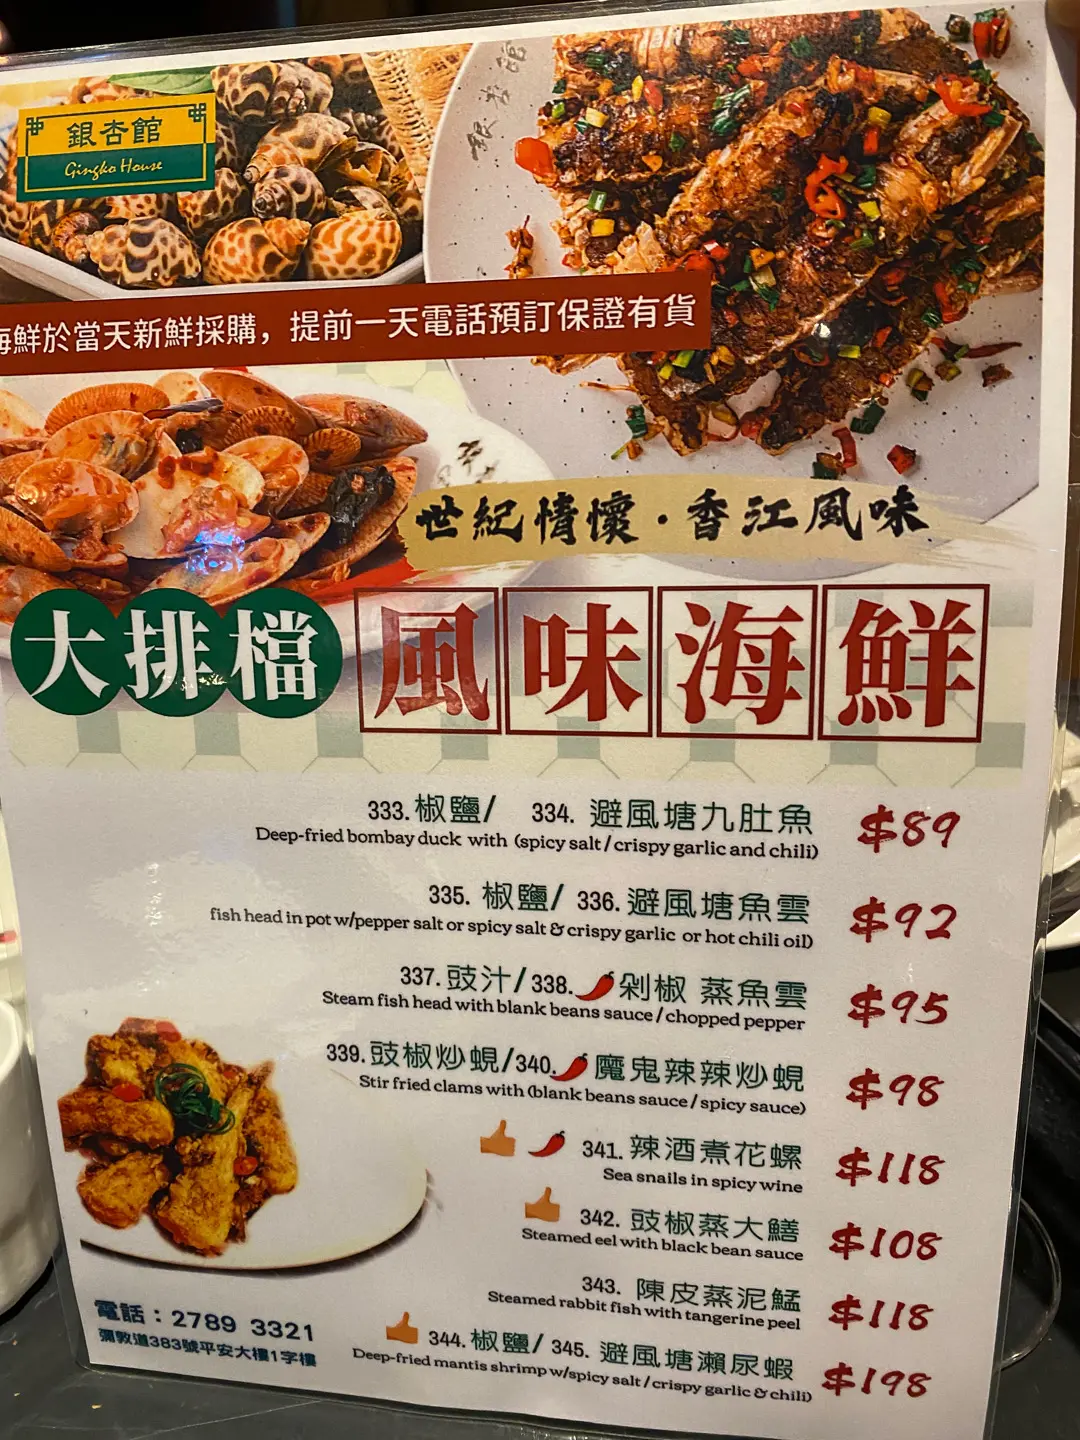 銀杏館
Gingko House
銀杏館
海鮮於當天新鮮採購，提前一天電話預訂保證有貨
世紀情懷·香江風味
大排檔 風味海鮮
333. 椒鹽/ 334. 避風塘九肚魚 $89
Deep-fried bombay duck with (spicy salt / crispy garlic and chili)
335. 椒鹽/ 336. 避風塘魚雲 $92
fish head in pot w/pepper salt or spicy salt & crispy garlic or hot chili oil)
337. 豉汁/338. 剁椒 蒸魚雲 $95
Steam fish head with blank beans sauce / chopped pepper
339. 豉椒炒蜆/340. 魔鬼辣辣炒蜆 $98
Stir fried clams with (blank beans sauce / spicy sauce)
341. 辣酒煮花螺 $118
Sea snails in spicy wine
342. 豉椒蒸大鱔 $108
Steamed eel with black bean sauce
343. 陳皮蒸泥鯭 $118
Steamed rabbit fish with tangerine peel
344. 椒鹽/ 345. 避風塘瀨尿蝦 $198
Deep-fried mantis shrimp w/spicy salt / crispy garlic & chili)
電話：2789 3321
彌敦道383號平安大樓1字樓